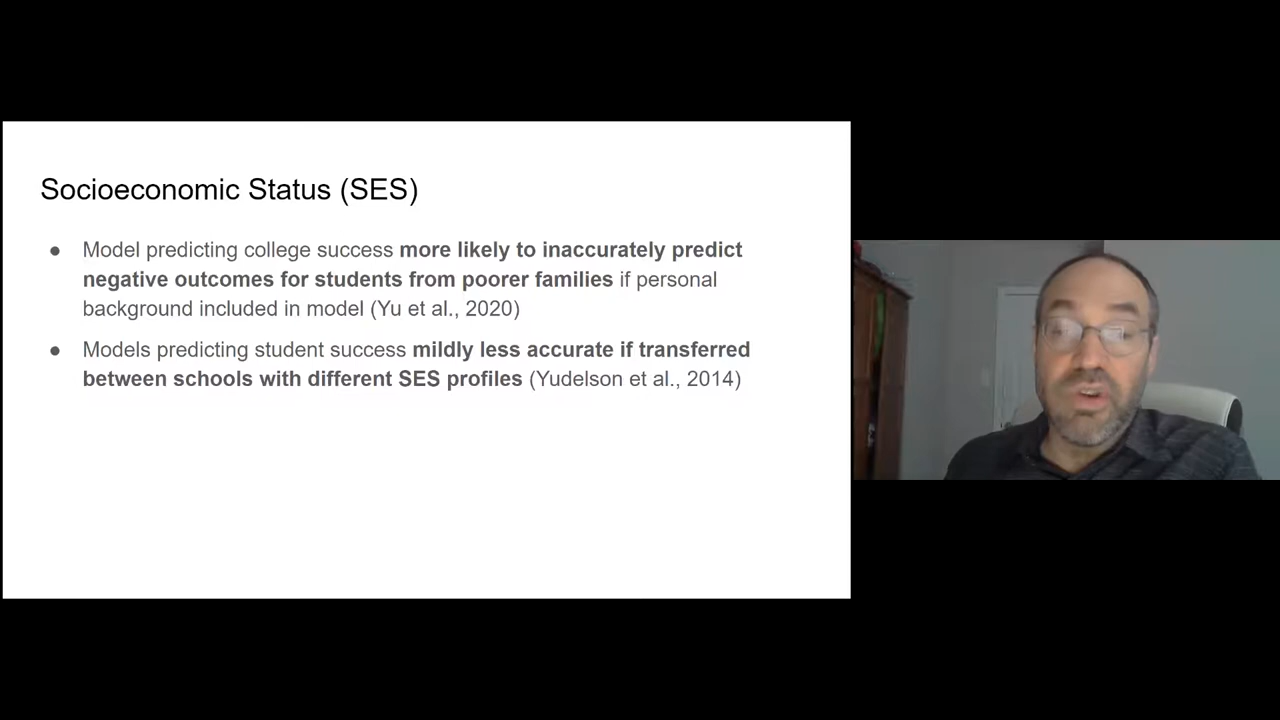 Socioeconomic Status (SES)
● Model predicting college success more likely to inaccurately predict
negative outcomes for students from poorer families if personal
background included in model (Yu et al., 2020)
● Models predicting student success mildly less accurate if transferred
between schools with different SES profiles (Yudelson et al., 2014)